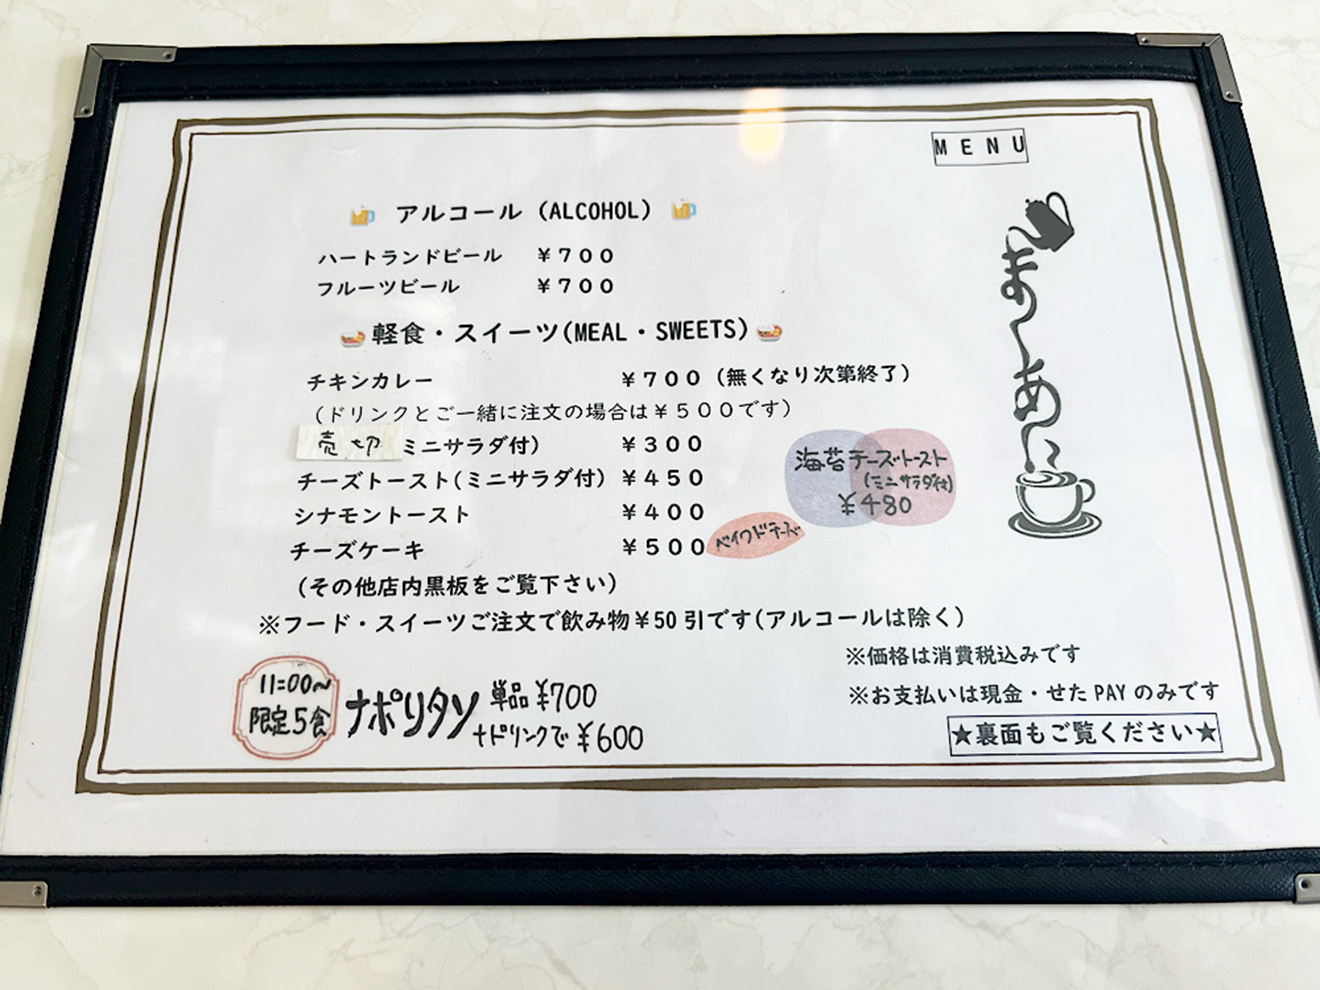 MENU
アルコール (ALCOHOL)
ハートランドビール ￥７００
フルーツビール ￥７００
軽食・スイーツ(MEAL・SWEETS)
チキンカレー ￥７００（無くなり次第終了）
（ドリンクとご一緒に注文の場合は￥５００です）
売切 ミニサラダ付） ￥３００
チーズトースト(ミニサラダ付） ￥４５０
シナモントースト ￥４００
チーズケーキ ￥５００
ベイクドチーズ
海苔チーズトースト
(ミニサラダ付)
￥480
（その他店内黒板をご覧下さい）
※フード・スイーツご注文で飲み物￥50引です(アルコールは除く）
※価格は消費税込みです
※お支払いは現金・せたPAYのみです
★裏面もご覧ください★
11:00～
限定5食
ナポリタン 単品￥700
+ドリンクで￥600